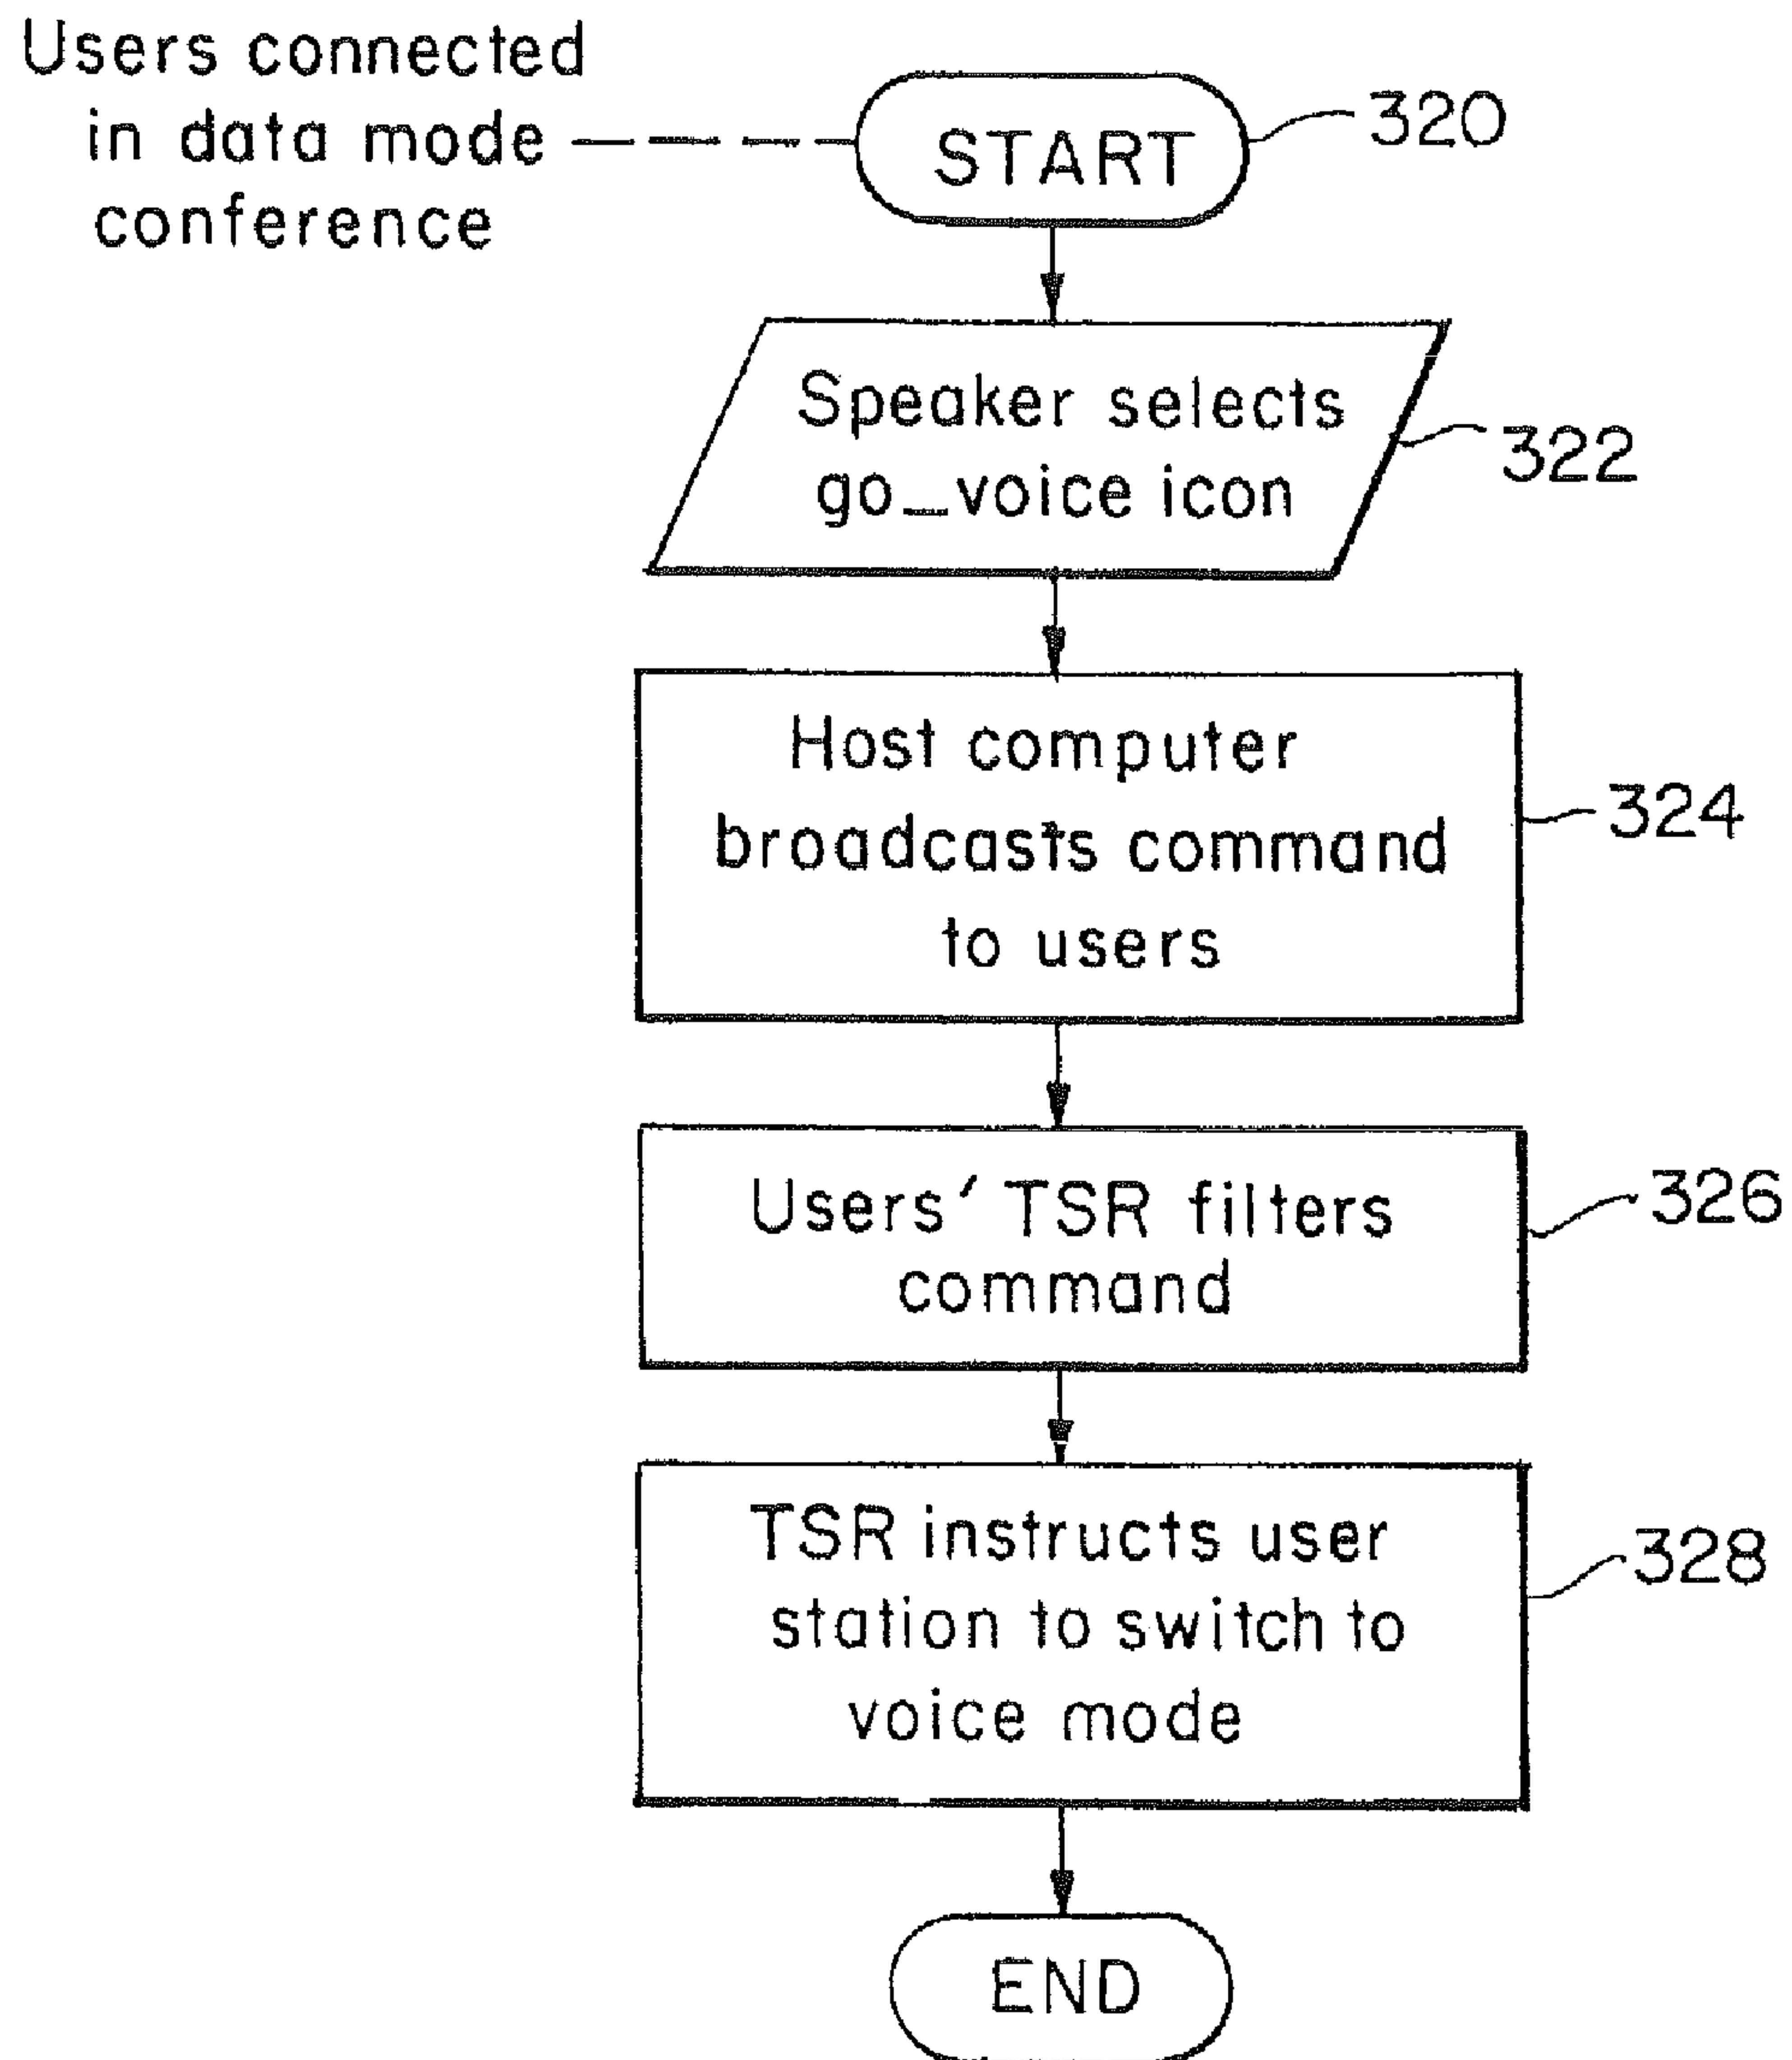 Users connected
in data mode
conference
START
320
Speaker selects
go_voice icon
322
Host computer
broadcasts command
to users
324
Users' TSR filters
command
326
TSR instructs user
station to switch to
voice mode
328
END